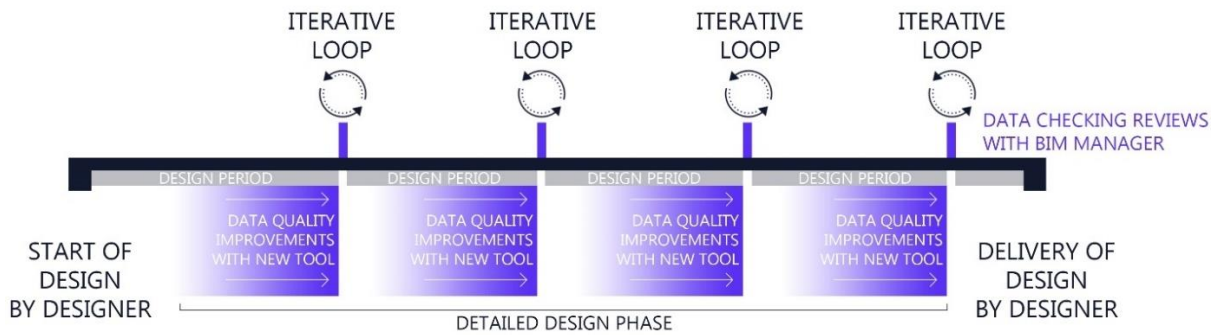 ITERATIVE
LOOP
ITERATIVE
LOOP
ITERATIVE
LOOP
ITERATIVE
LOOP
DATA CHECKING REVIEWS
WITH BIM MANAGER
DESIGN PERIOD
DESIGN PERIOD
DESIGN PERIOD
DESIGN PERIOD
DATA QUALITY
IMPROVEMENTS
WITH NEW TOOL
DATA QUALITY
IMPROVEMENTS
WITH NEW TOOL
DATA QUALITY
IMPROVEMENTS
WITH NEW TOOL
DATA QUALITY
IMPROVEMENTS
WITH NEW TOOL
START OF
DESIGN
BY DESIGNER
DELIVERY OF
DESIGN
BY DESIGNER
DETAILED DESIGN PHASE